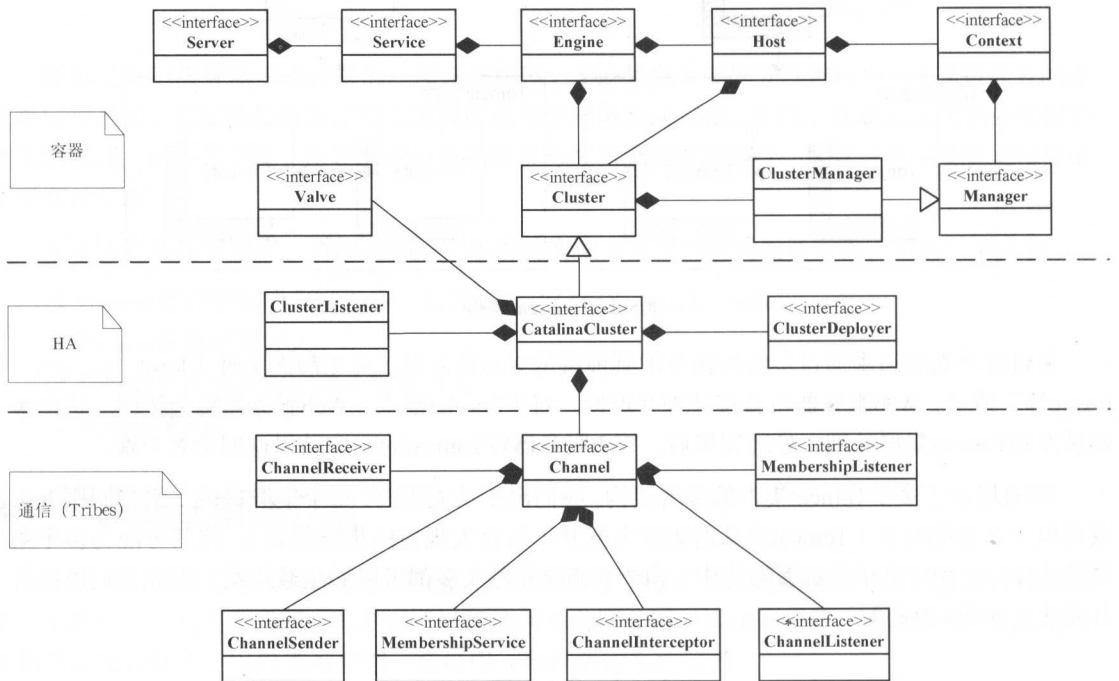 <<interface>>
Server
<<interface>>
Service
<<interface>>
Engine
<<interface>>
Host
<<interface>>
Context
容器
<<interface>>
Valve
<<interface>>
Cluster
ClusterManager
<<interface>>
Manager
HA
ClusterListener
<<interface>>
CatalinaCluster
<<interface>>
ClusterDeployer
通信（Tribes）
<<interface>>
ChannelReceiver
<<interface>>
Channel
<<interface>>
MembershipListener
<<interface>>
ChannelSender
<<interface>>
MembershipService
<<interface>>
ChannelInterceptor
<<interface>>
ChannelListener